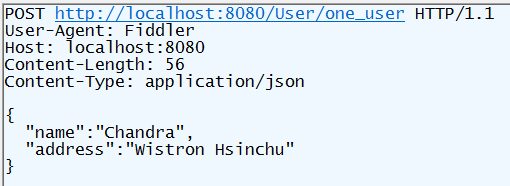 POST http://localhost:8080/User/one_user HTTP/1.1
User-Agent: Fiddler
Host: localhost:8080
Content-Length: 56
Content-Type: application/json
{
"name":"Chandra",
"address":"Wistron Hsinchu"
}